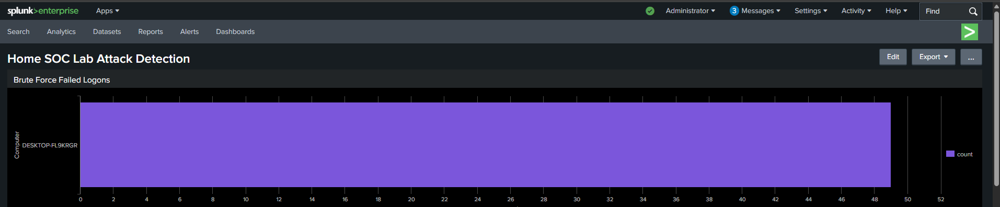 splunk>enterprise Apps Administrator 3 Messages Settings Activity Help Find
Search Analytics Datasets Reports Alerts Dashboards
Home SOC Lab Attack Detection Edit Export ...
Brute Force Failed Logons
Computer
DESKTOP-FL9KRGR
count
0 2 4 6 8 10 12 14 16 18 20 22 24 26 28 30 32 34 36 38 40 42 44 46 48 50 52